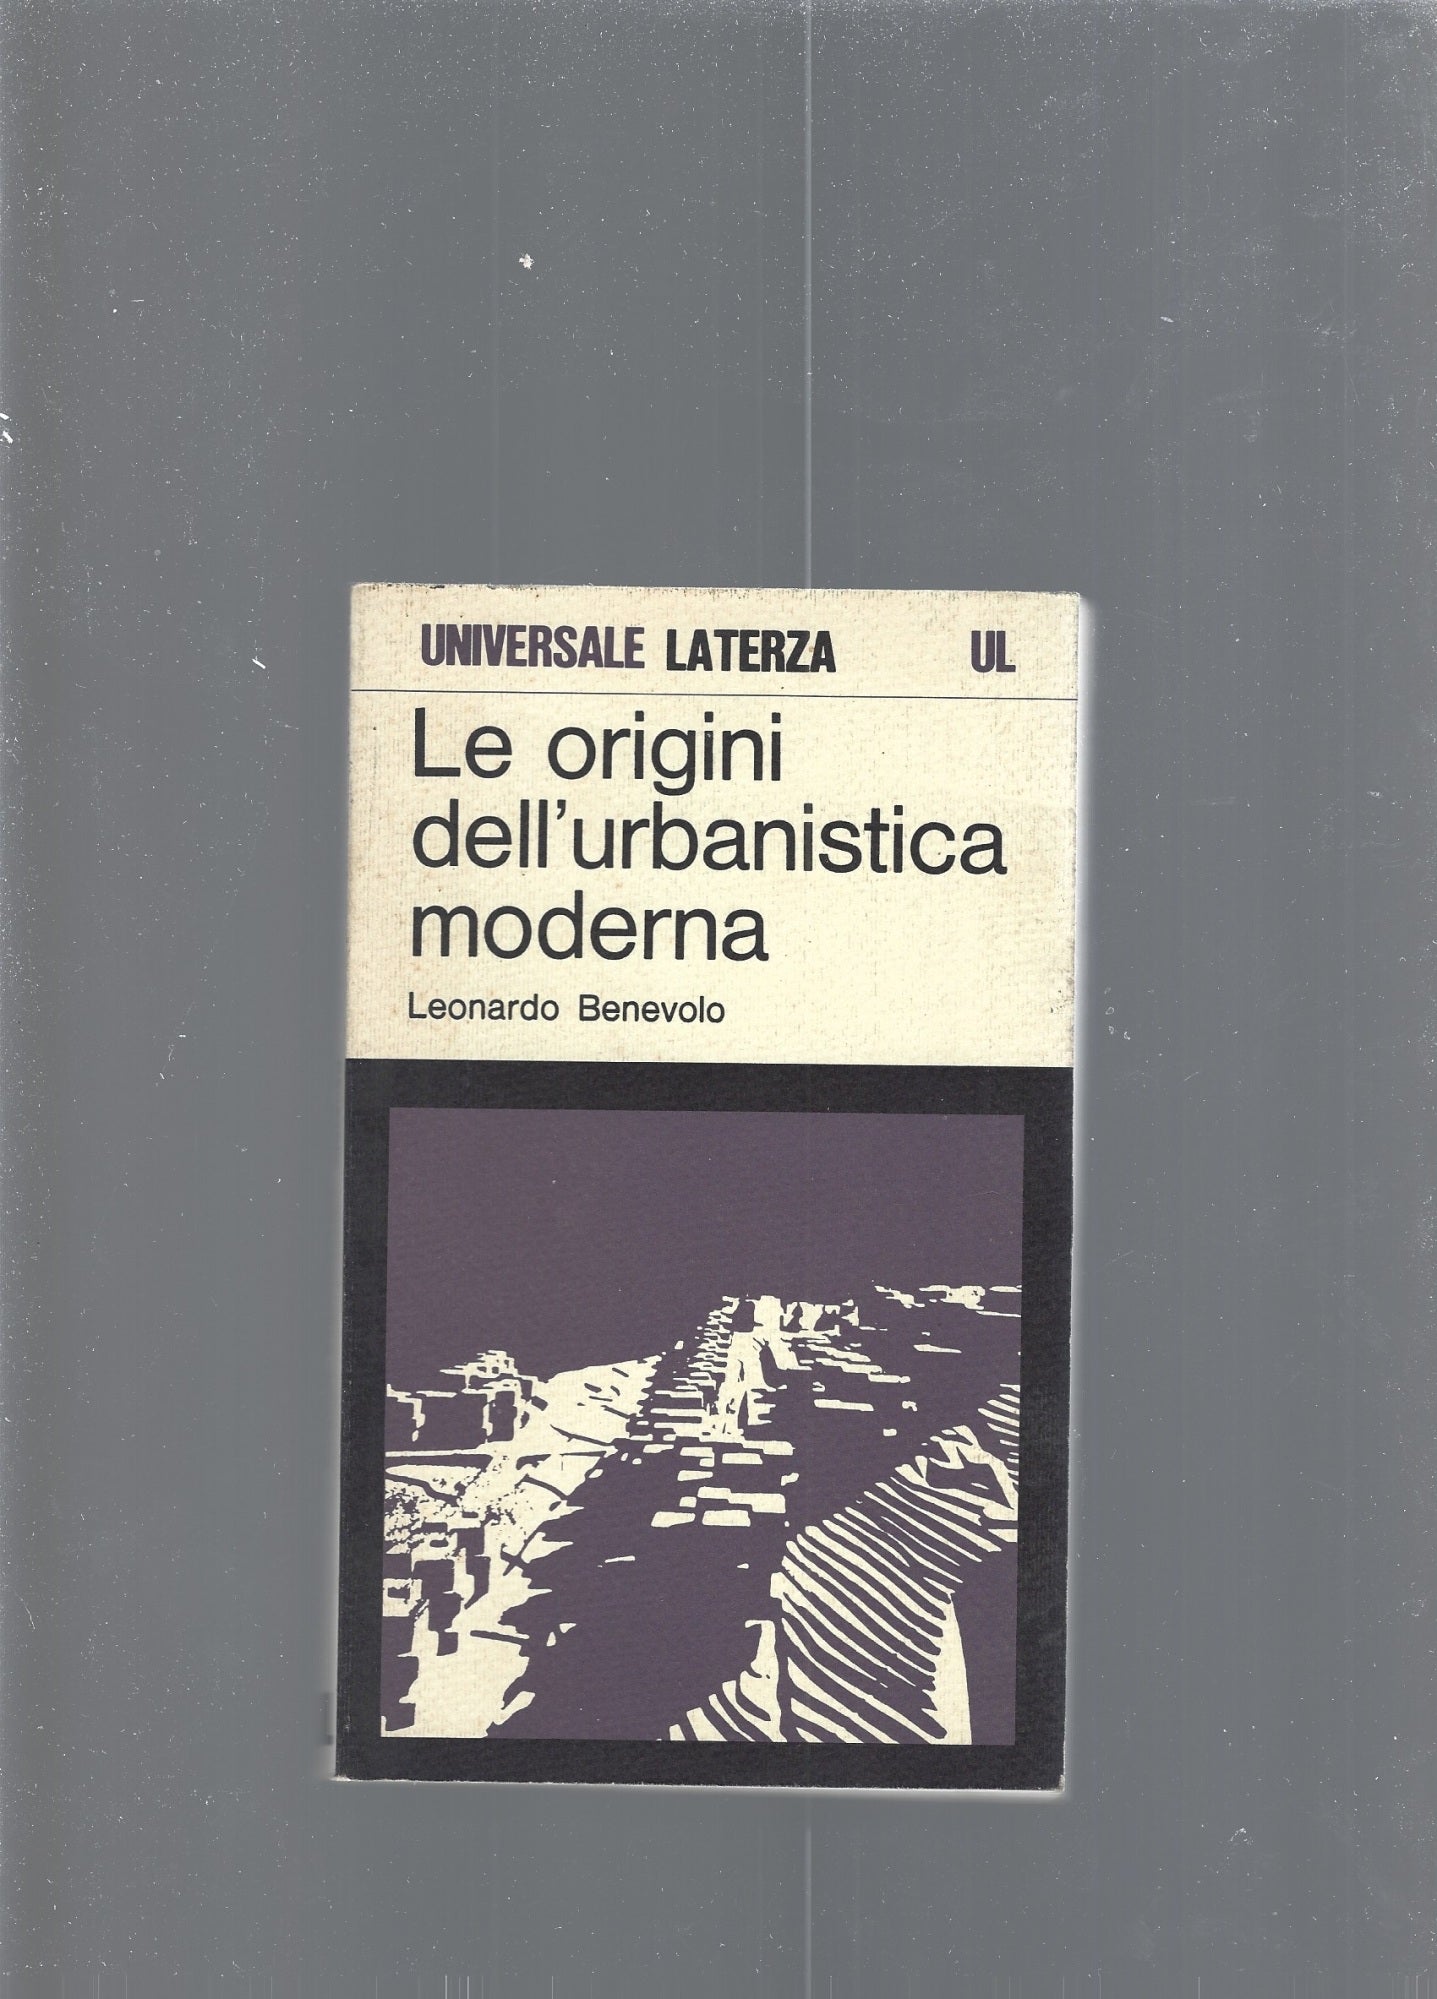 UNIVERSALE LATERZA UL
Le origini
dell'urbanistica
moderna
Leonardo Benevolo